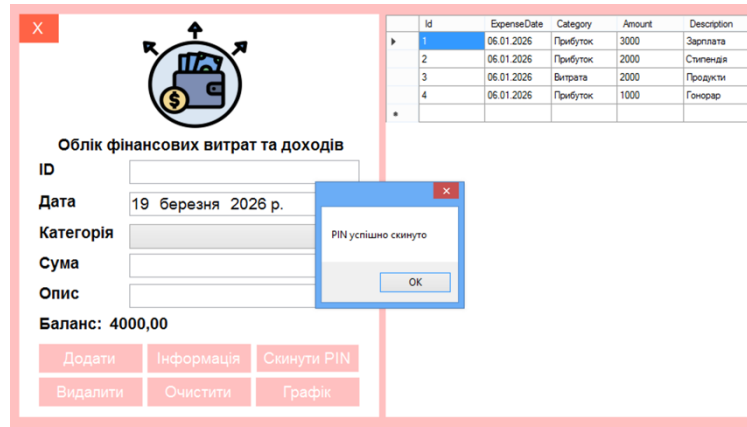 X
Облік фінансових витрат та доходів
ID
Дата 19 березня 2026 р.
Категорія
Сума
Опис
Баланс: 4000,00
Додати Інформація Скинути PIN
Видалити Очистити Графік
Id ExpenseDate Category Amount Description
1 06.01.2026 Прибуток 3000 Зарплата
2 06.01.2026 Прибуток 2000 Стипендія
3 06.01.2026 Витрата 2000 Продукти
4 06.01.2026 Прибуток 1000 Гонорар
PIN успішно скинуто
OK